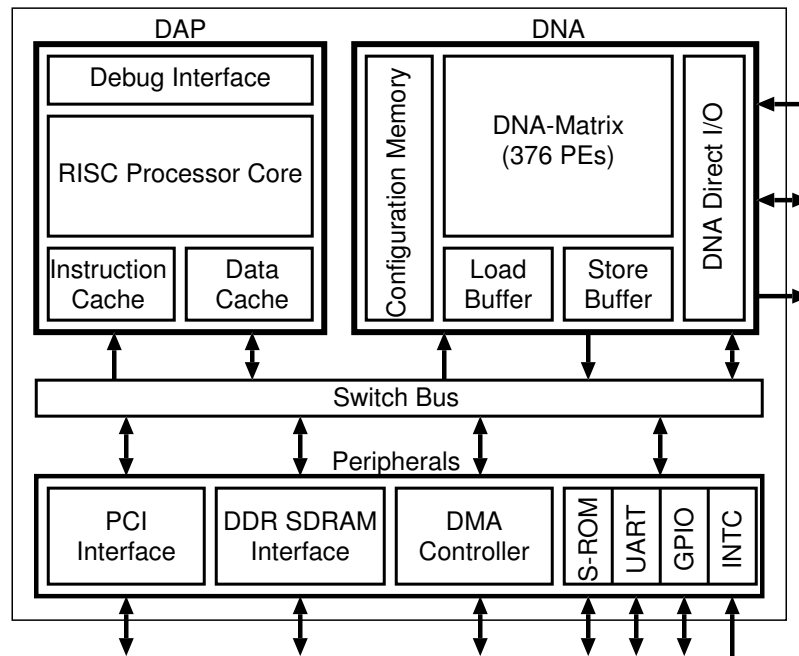 DAP
Debug Interface
RISC Processor Core
Instruction
Cache
Data
Cache
DNA
Configuration Memory
DNA-Matrix
(376 PEs)
Load
Buffer
Store
Buffer
DNA Direct I/O
Switch Bus
Peripherals
PCI
Interface
DDR SDRAM
Interface
DMA
Controller
S-ROM
UART
GPIO
INTC